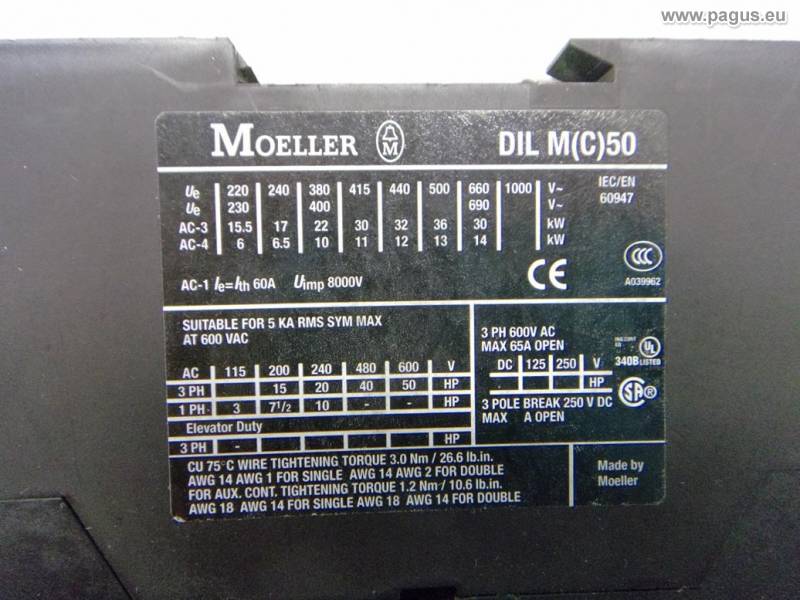 www.pagus.eu
MOELLER M DIL M(C)50
Ue 220 240 380 415 440 500 660 1000 V~ IEC/EN
Ue 230 400 690 V~ 60947
AC-3 15.5 17 22 30 32 36 30 kW
AC-4 6 6.5 10 11 12 13 14 kW
AC-1 Ie=Ith 60A Uimp 8000V CE CCC
A039962
SUITABLE FOR 5 KA RMS SYM MAX
AT 600 VAC
AC 115 200 240 480 600 V
3 PH 15 20 40 50 HP
1 PH - 3 7 1/2 10 - - HP
Elevator Duty
3 PH - - - - - HP
3 PH 600V AC
MAX 65A OPEN
DC 125 250 V
- - HP
3 POLE BREAK 250 V DC
MAX A OPEN
UL
340B LISTED
SA ®
CU 75°C WIRE TIGHTENING TORQUE 3.0 Nm / 26.6 lb.in.
AWG 14 AWG 1 FOR SINGLE AWG 14 AWG 2 FOR DOUBLE
FOR AUX. CONT. TIGHTENING TORQUE 1.2 Nm / 10.6 lb.in.
AWG 18 AWG 14 FOR SINGLE AWG 18 AWG 14 FOR DOUBLE
Made by
Moeller